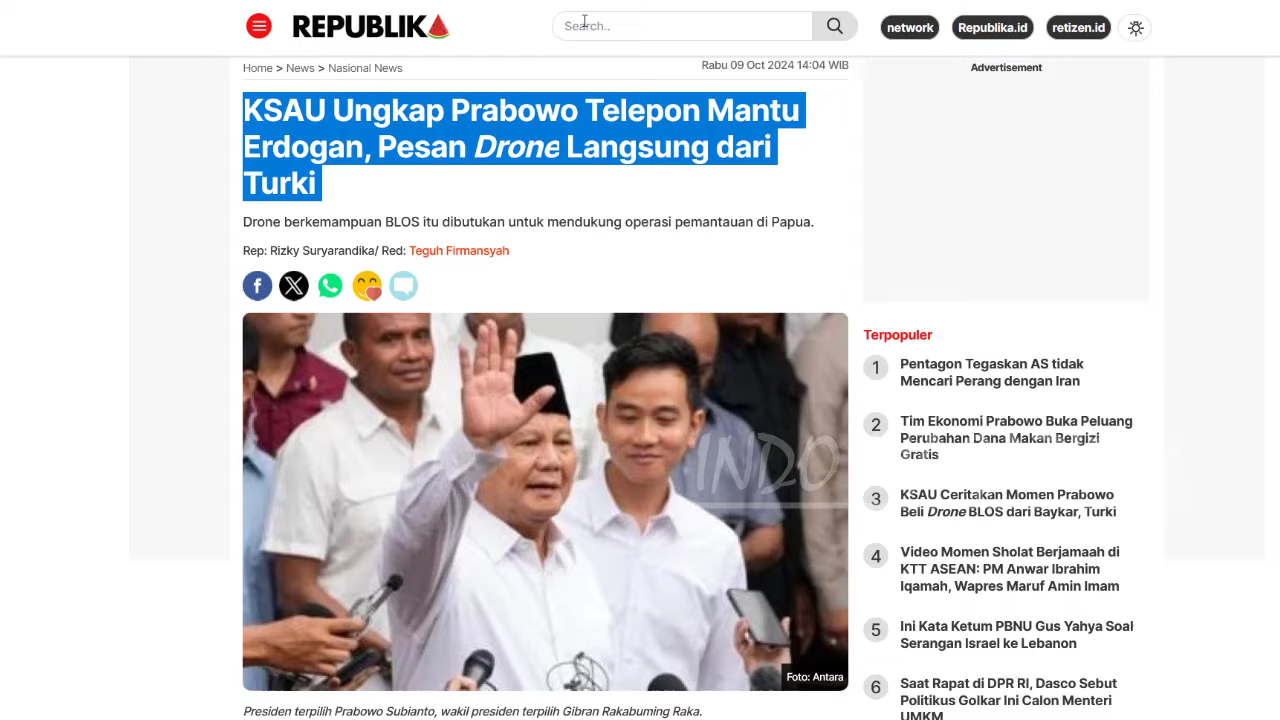 REPUBLIKA
Search..
network
Republika.id
retizen.id
Home > News > Nasional News
Rabu 09 Oct 2024 14:04 WIB
Advertisement
KSAU Ungkap Prabowo Telepon Mantu
Erdogan, Pesan Drone Langsung dari
Turki
Drone berkemampuan BLOS itu dibutukan untuk mendukung operasi pemantauan di Papua.
Rep: Rizky Suryarandika/ Red: Teguh Firmansyah
INDO
Foto: Antara
Presiden terpilih Prabowo Subianto, wakil presiden terpilih Gibran Rakabuming Raka.
Terpopuler
1
Pentagon Tegaskan AS tidak
Mencari Perang dengan Iran
2
Tim Ekonomi Prabowo Buka Peluang
Perubahan Dana Makan Bergizi
Gratis
3
KSAU Ceritakan Momen Prabowo
Beli Drone BLOS dari Baykar, Turki
4
Video Momen Sholat Berjamaah di
KTT ASEAN: PM Anwar Ibrahim
Iqamah, Wapres Maruf Amin Imam
5
Ini Kata Ketum PBNU Gus Yahya Soal
Serangan Israel ke Lebanon
6
Saat Rapat di DPR RI, Dasco Sebut
Politikus Golkar Ini Calon Menteri
UMKM